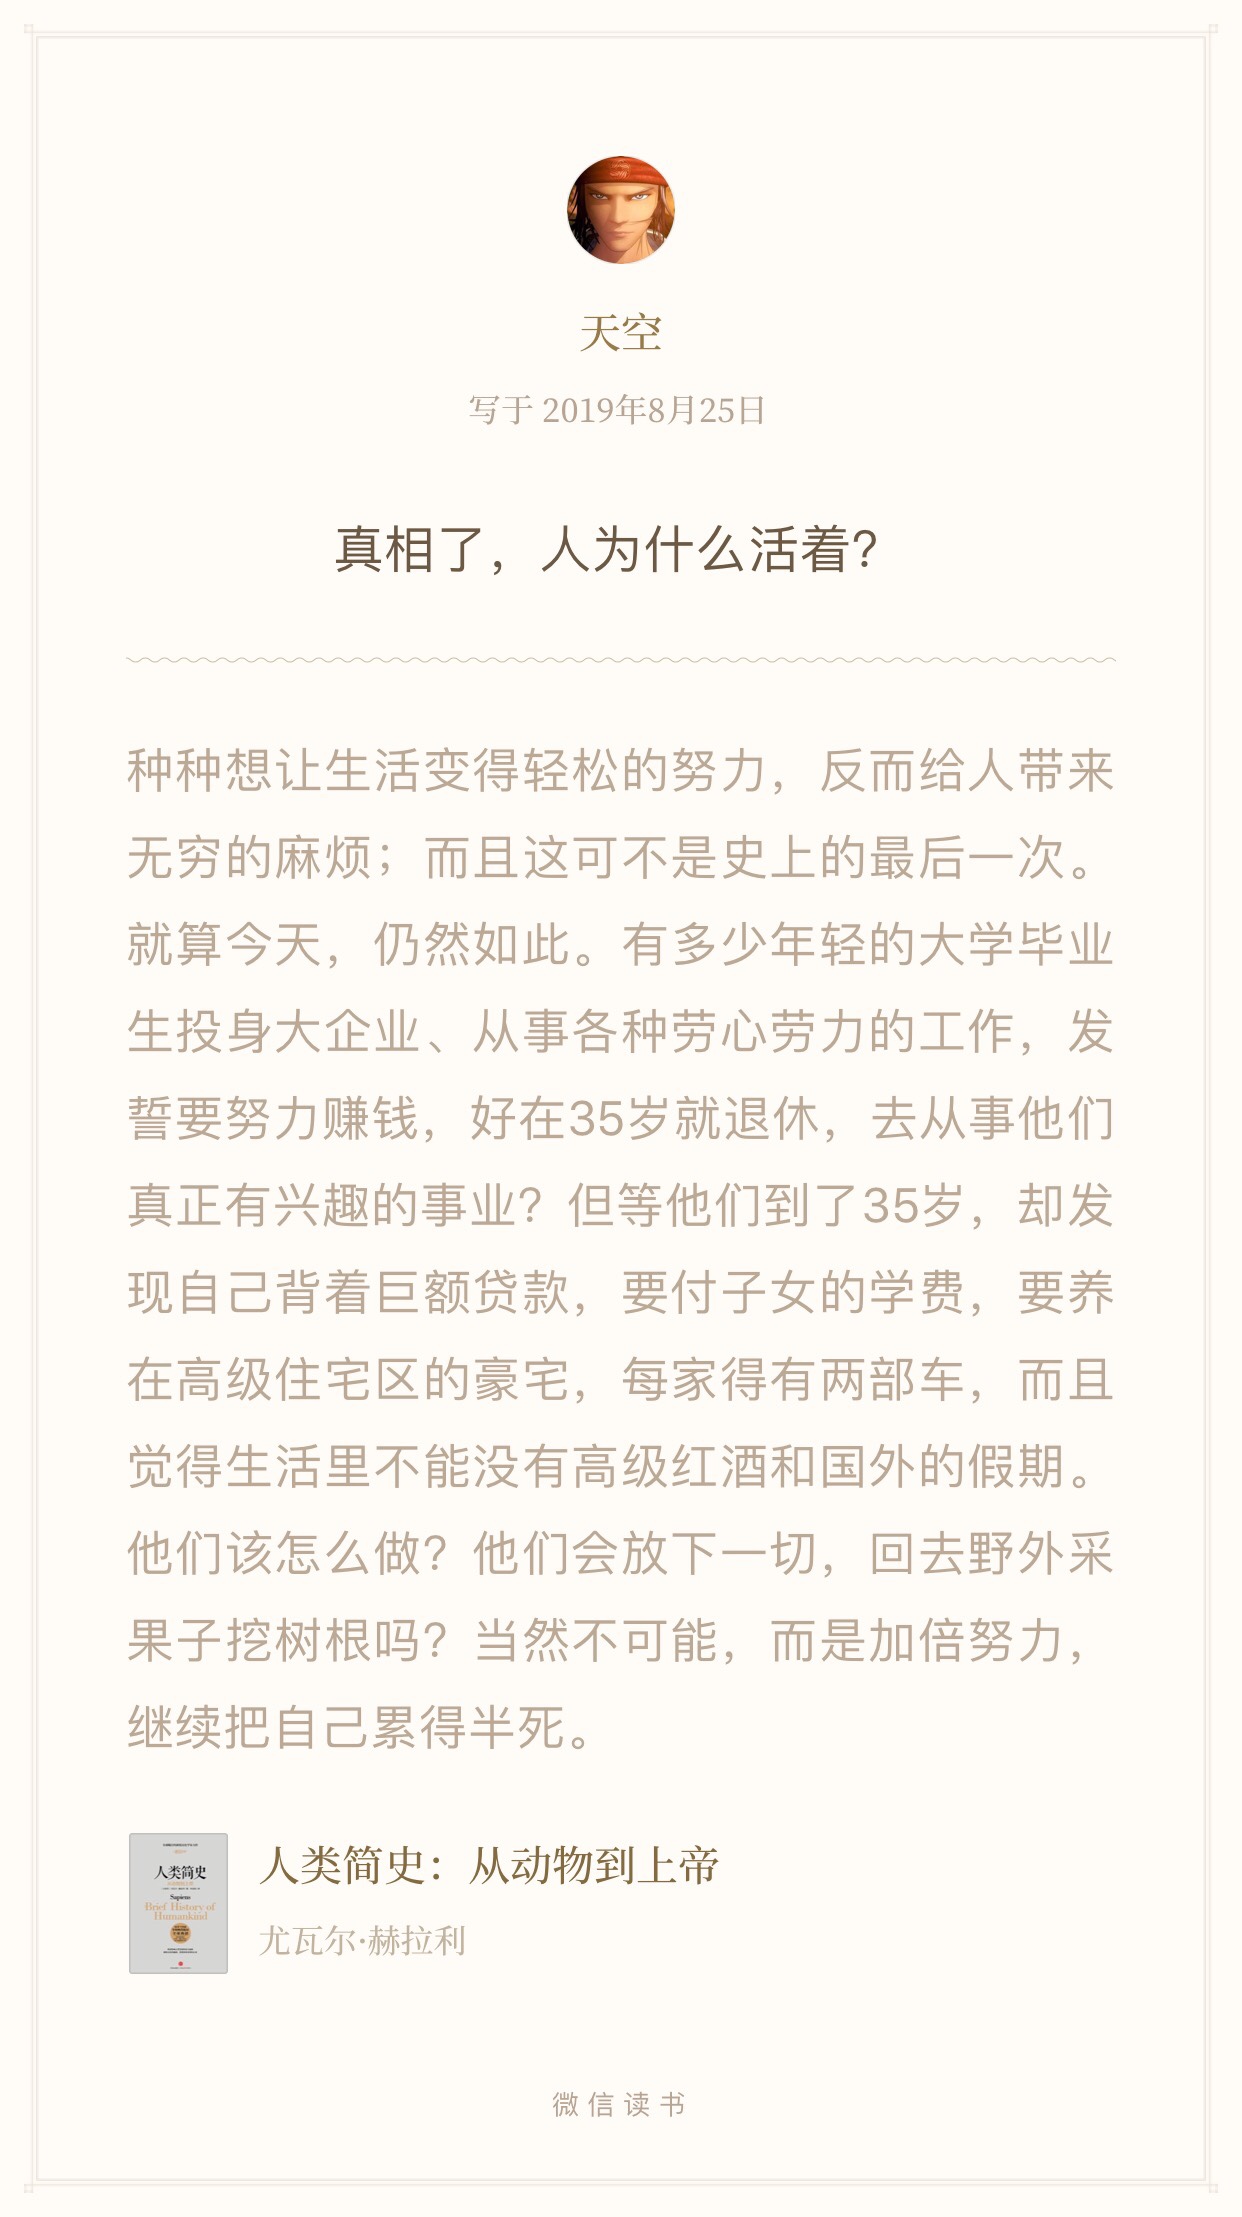 天空
写于 2019年8月25日
真相了，人为什么活着？
种种想让生活变得轻松的努力，反而给人带来
无穷的麻烦；而且这可不是史上的最后一次。
就算今天，仍然如此。有多少年轻的大学毕业
生投身大企业、从事各种劳心劳力的工作，发
誓要努力赚钱，好在35岁就退休，去从事他们
真正有兴趣的事业？但等他们到了35岁，却发
现自己背着巨额贷款，要付子女的学费，要养
在高级住宅区的豪宅，每家得有两部车，而且
觉得生活里不能没有高级红酒和国外的假期。
他们该怎么做？他们会放下一切，回去野外采
果子挖树根吗？当然不可能，而是加倍努力，
继续把自己累得半死。
人类简史
Sapiens
Brief History of
Humankind
人类简史：从动物到上帝
尤瓦尔·赫拉利
微信读书